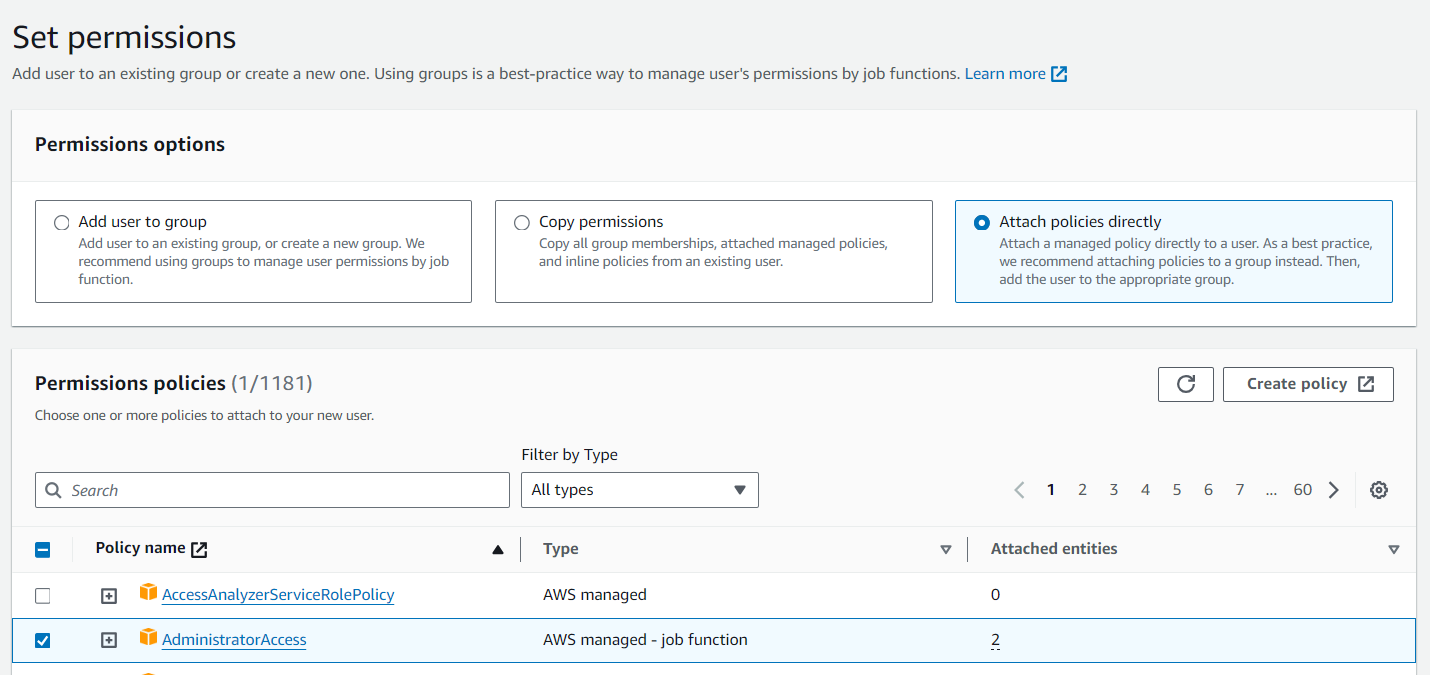 Set permissions
Add user to an existing group or create a new one. Using groups is a best-practice way to manage user's permissions by job functions. Learn more
Permissions options
Add user to group
Add user to an existing group, or create a new group. We
recommend using groups to manage user permissions by job
function.
Copy permissions
Copy all group memberships, attached managed policies,
and inline policies from an existing user.
Attach policies directly
Attach a managed policy directly to a user. As a best practice,
we recommend attaching policies to a group instead. Then,
add the user to the appropriate group.
Permissions policies (1/1181)
Create policy
Choose one or more policies to attach to your new user.
Filter by Type
Search
All types
1 2 3 4 5 6 7 ... 60
Policy name Type Attached entities
AccessAnalyzerServiceRolePolicy AWS managed 0
AdministratorAccess AWS managed - job function 2